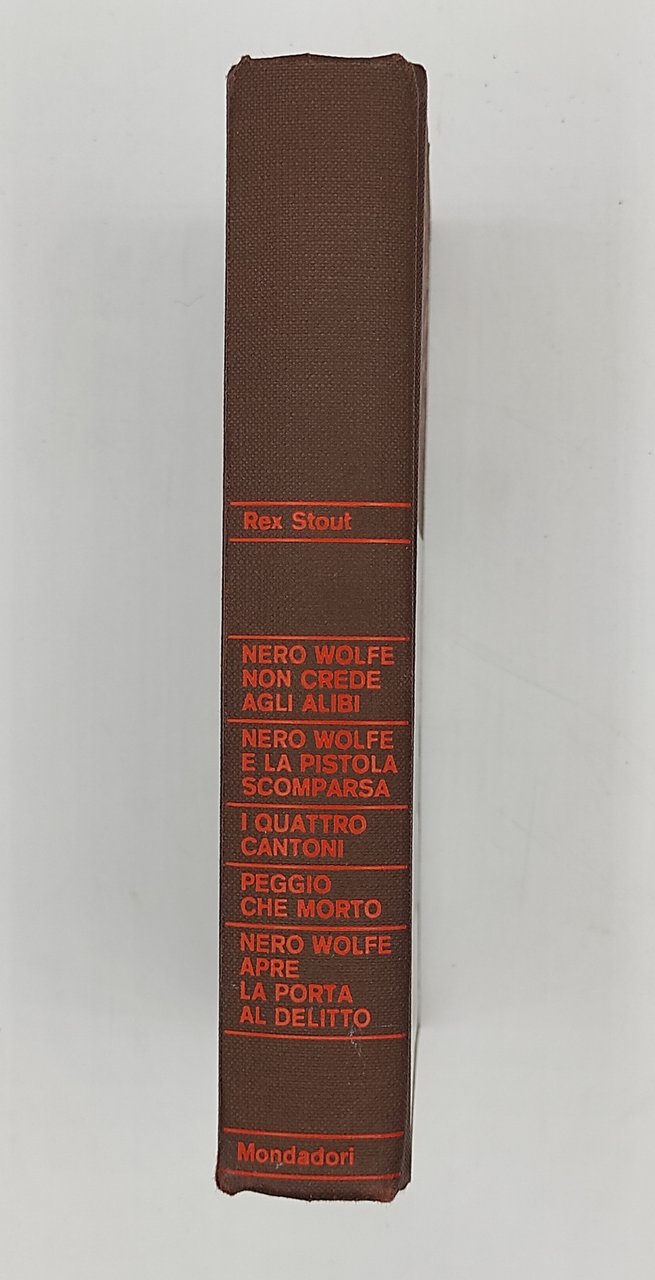 Rex Stout
NERO WOLFE
NON CREDE
AGLI ALIBI
NERO WOLFE
E LA PISTOLA
SCOMPARSA
I QUATTRO
CANTONI
PEGGIO
CHE MORTO
NERO WOLFE
APRE
LA PORTA
AL DELITTO
Mondadori